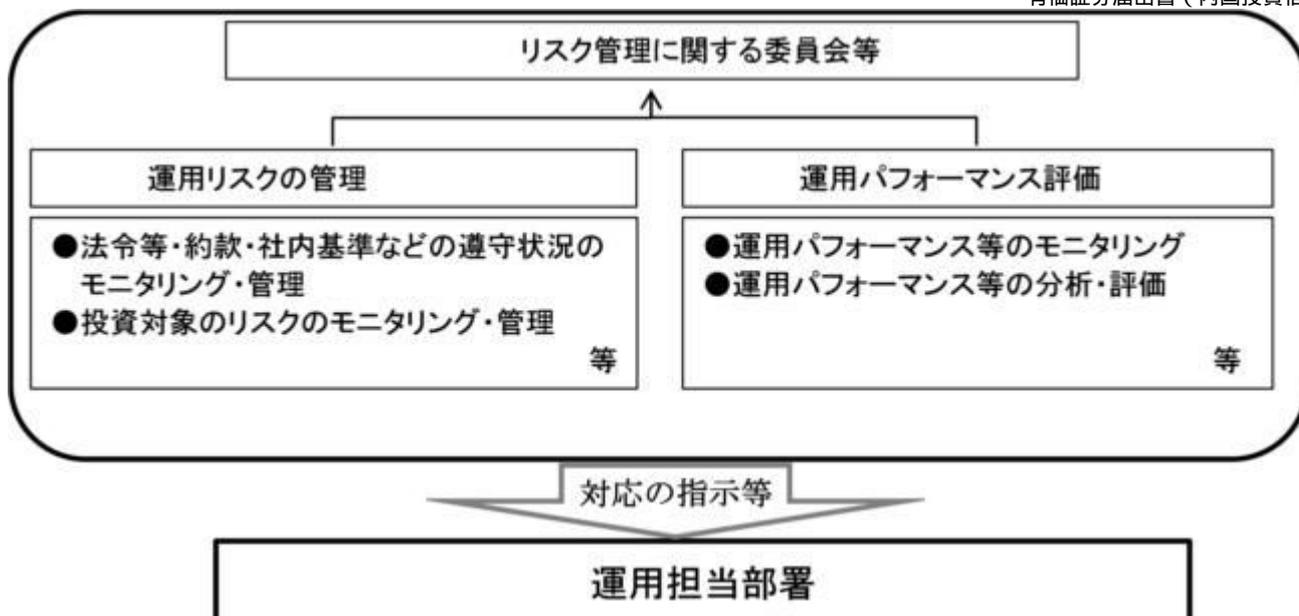 リスク管理に関する委員会等
運用リスクの管理
運用パフォーマンス評価
●法令等・約款・社内基準などの遵守状況の
モニタリング・管理
●投資対象のリスクのモニタリング・管理
等
●運用パフォーマンス等のモニタリング
●運用パフォーマンス等の分析・評価
等
対応の指示等
運用担当部署